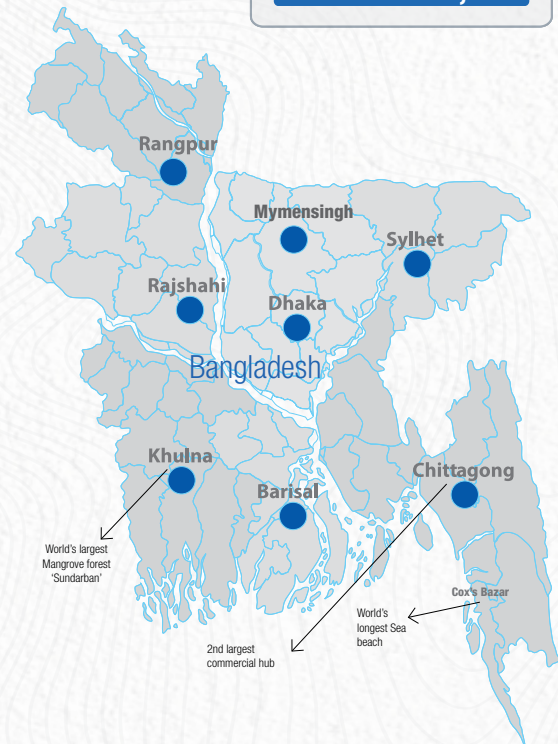 Rangpur
Mymensingh
Sylhet
Rajshahi
Dhaka
Bangladesh
Khulna
Barisal
Chittagong
World's largest
Mangrove forest
‘Sundarban’
Cox's Bazar
World's
longest Sea
beach
2nd largest
commercial hub